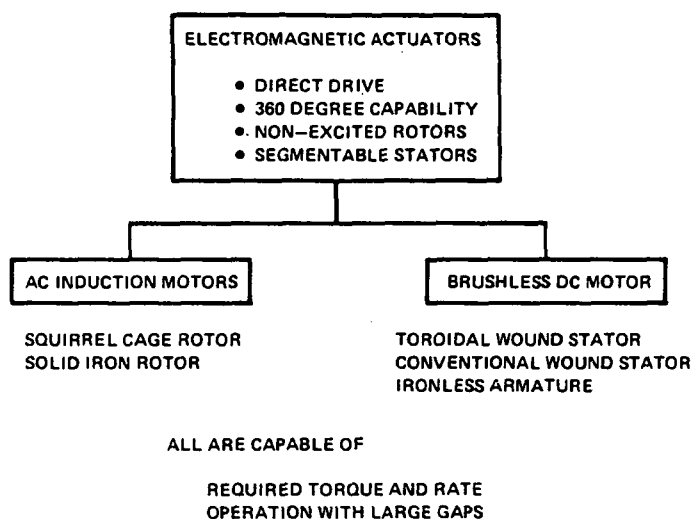 ELECTROMAGNETIC ACTUATORS
• DIRECT DRIVE
• 360 DEGREE CAPABILITY
• NON-EXCITED ROTORS
• SEGMENTABLE STATORS
AC INDUCTION MOTORS
SQUIRREL CAGE ROTOR
SOLID IRON ROTOR
BRUSHLESS DC MOTOR
TOROIDAL WOUND STATOR
CONVENTIONAL WOUND STATOR
IRONLESS ARMATURE
ALL ARE CAPABLE OF
REQUIRED TORQUE AND RATE
OPERATION WITH LARGE GAPS